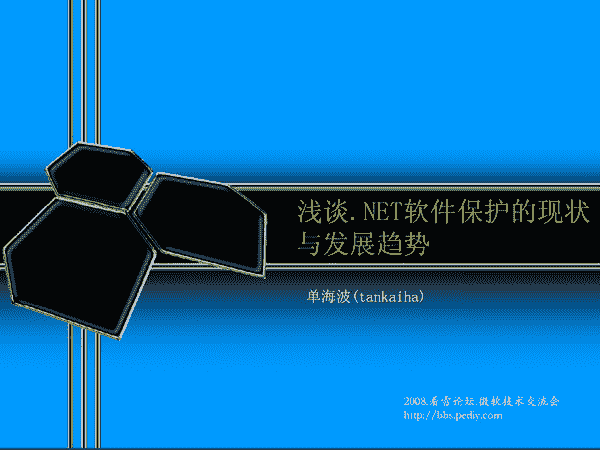 浅谈.NET软件保护的现状
与发展趋势
单海波(tankaiha)
2008.看雪论坛.微软技术交流会
http://bbs.pediy.com